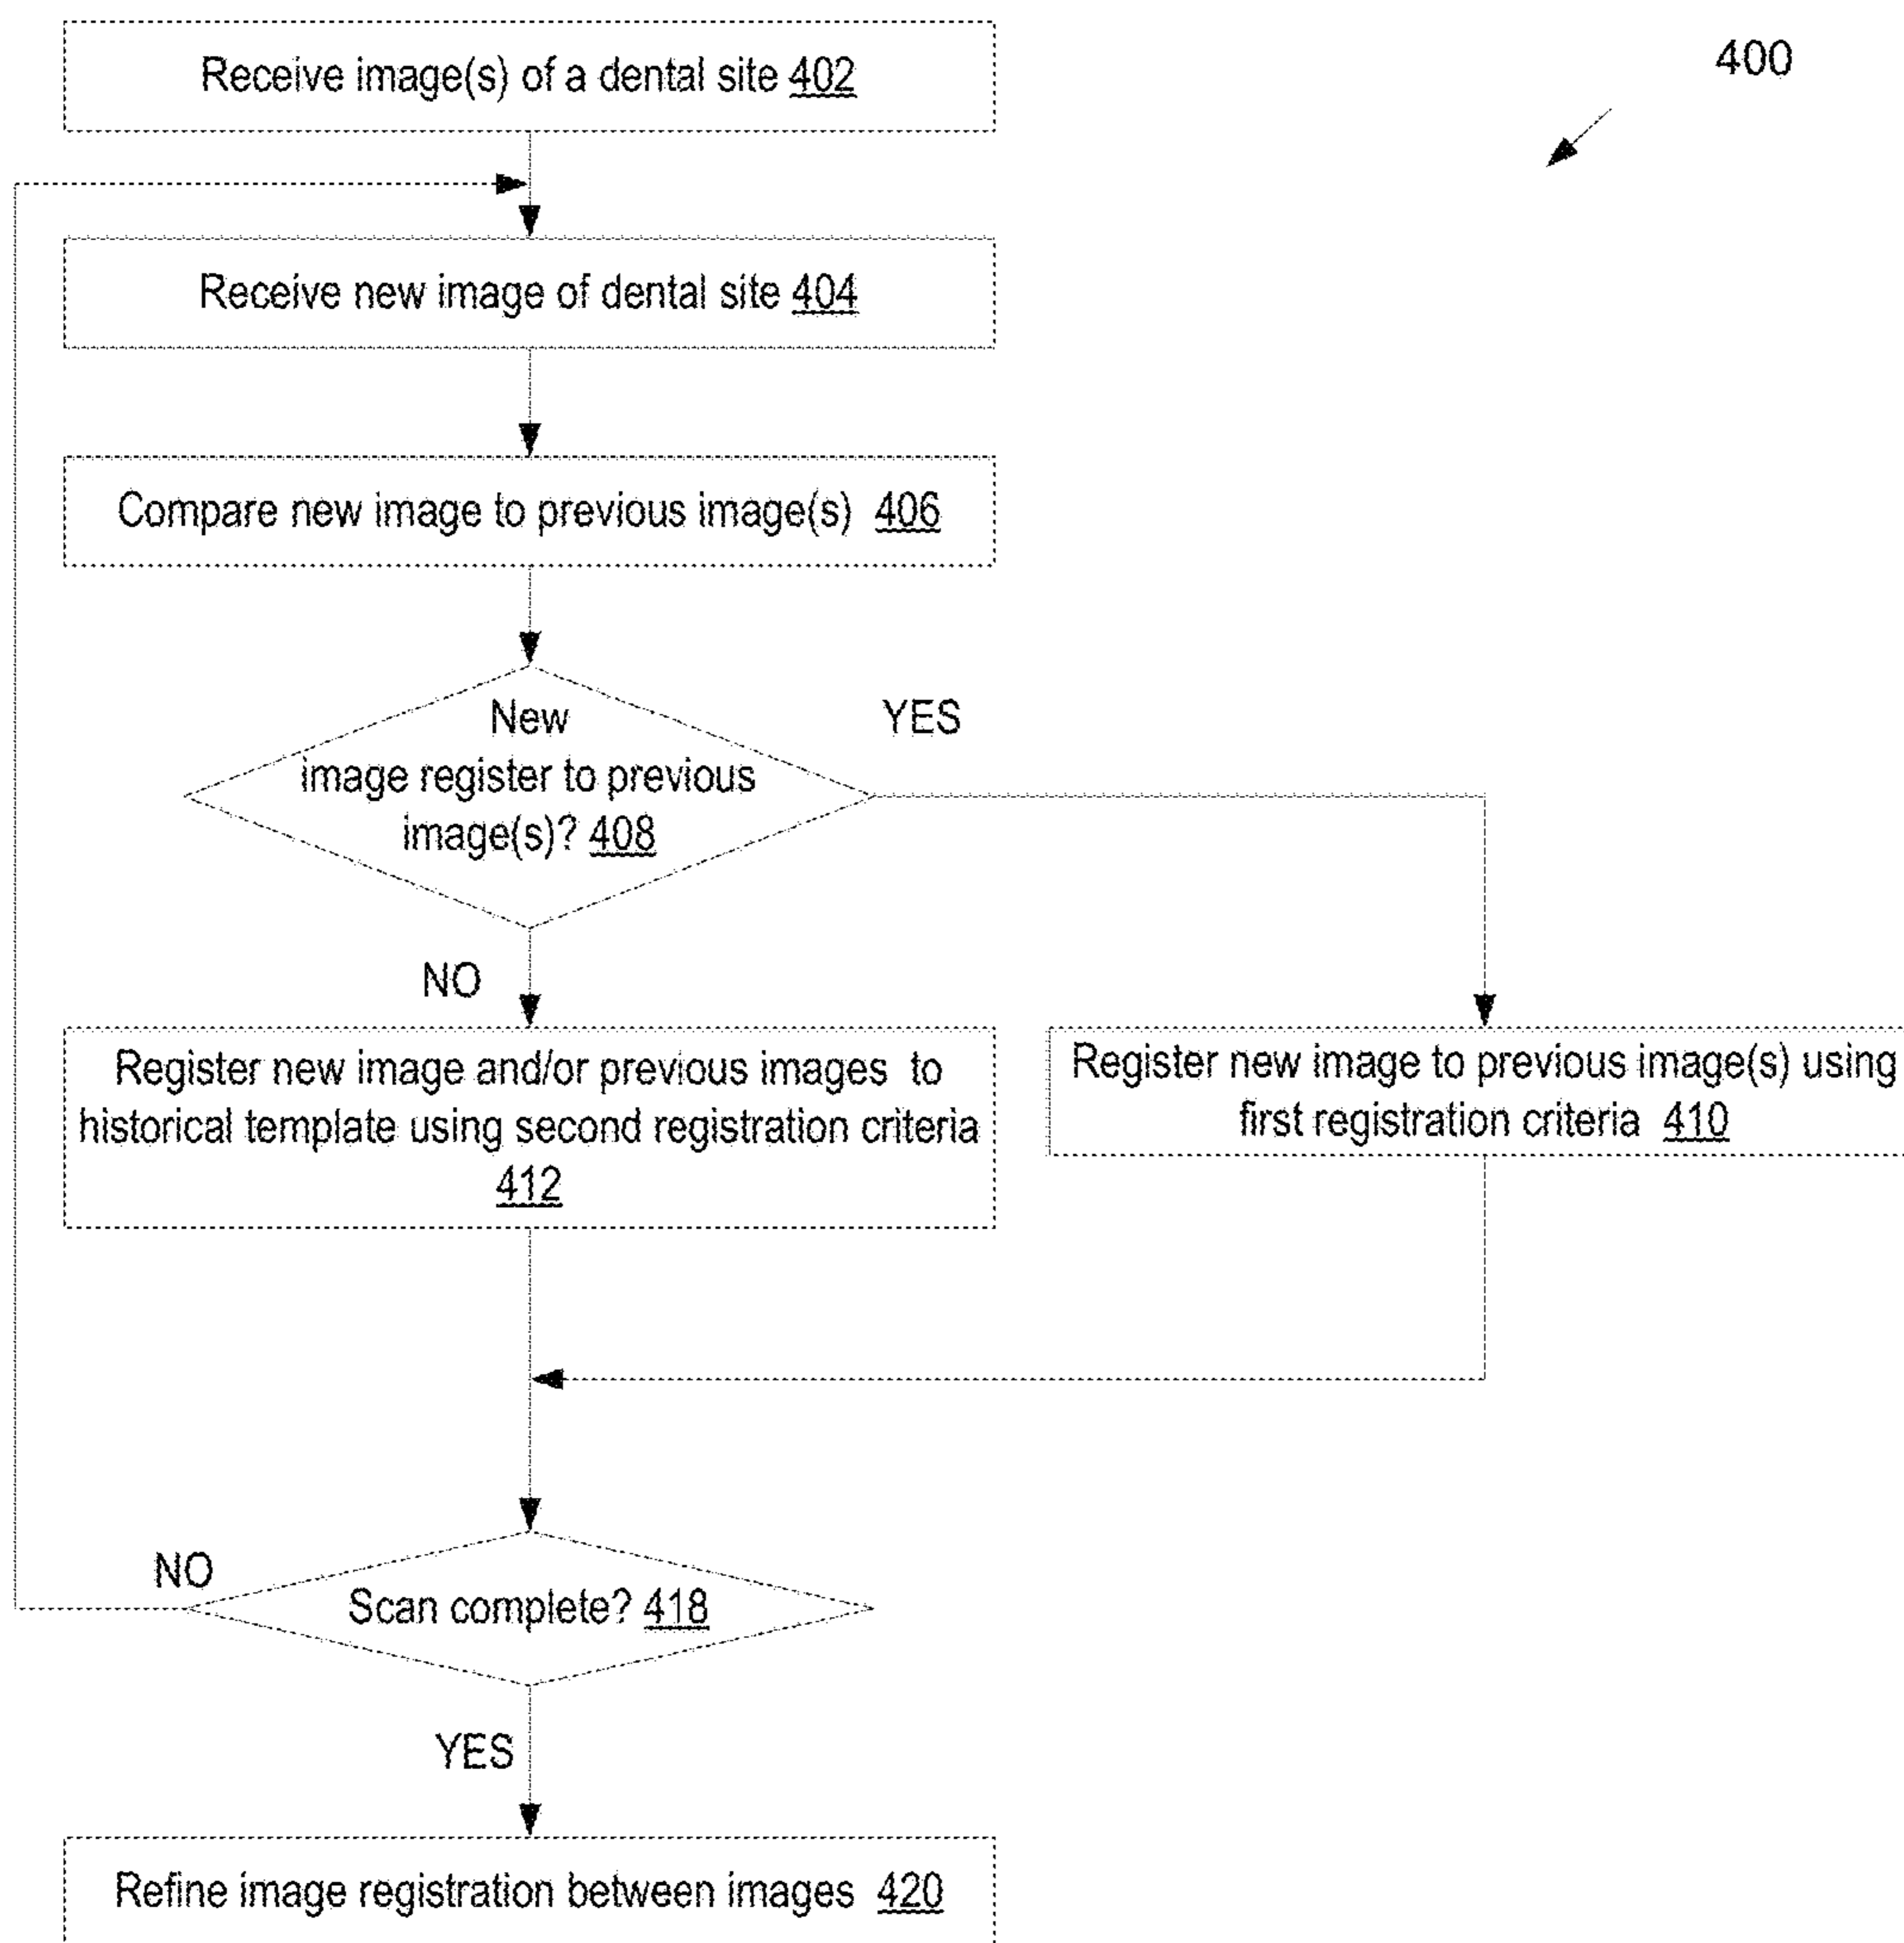 400
Receive image(s) of a dental site 402
Receive new image of dental site 404
Compare new image to previous image(s) 406
New
image register to previous
image(s)? 408
YES
NO
Register new image and/or previous images to
historical template using second registration criteria
412
Register new image to previous image(s) using
first registration criteria 410
NO
Scan complete? 418
YES
Refine image registration between images 420